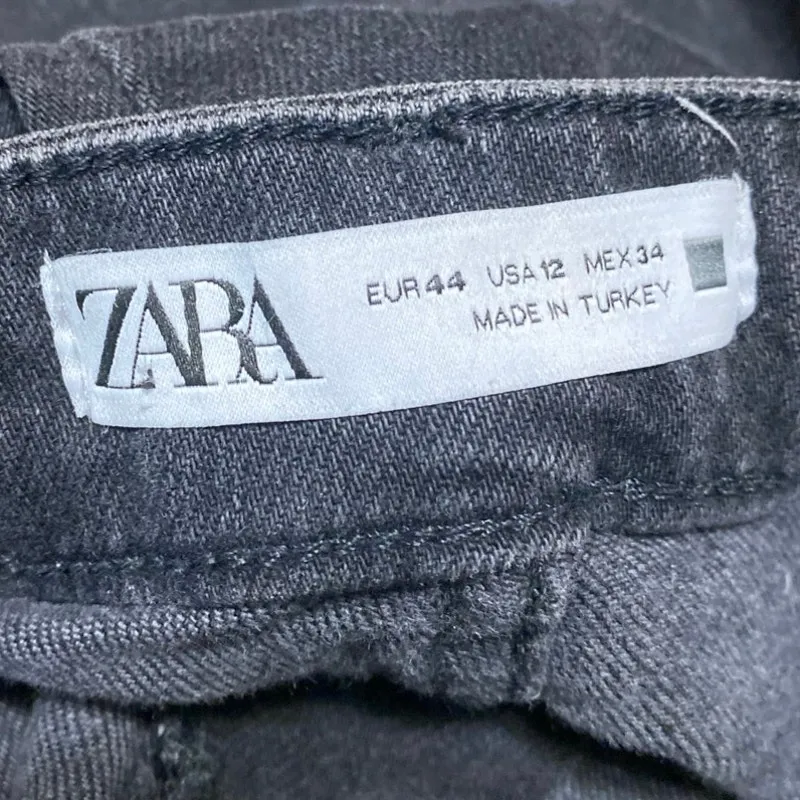 ZARA
EUR 44 USA 12 MEX 34
MADE IN TURKEY